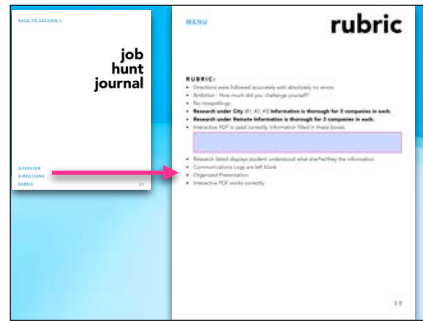 BACK TO SECTION 1
job
hunt
journal
OVERVIEW
DIRECTIONS
RUBRIC
MENU
rubric
RUBRIC:
Directions were followed accurately with absolutely no errors.
Ambition - How much did you challenge yourself?
No misspellings.
Research under City #1, #2, #3 Information is thorough for 3 companies in each.
Research under Remote Information is thorough for 3 companies in each.
Interactive PDF is used correctly. Information filled in these boxes.
Research listed displays student understood what she/he/they the information.
Communications Logs are left blank.
Organized Presentation
Interactive PDF works correctly.